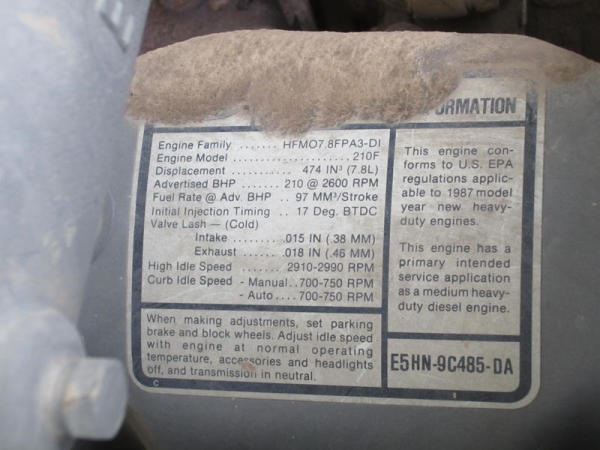 FORMATION
Engine Family ....... HFMO7.8FPA3-DI
Engine Model ..................... 210F
Displacement ......... 474 IN³ (7.8L)
Advertised BHP ...... 210 @ 2600 RPM
Fuel Rate @ Adv. BHP .. 97 MM³/Stroke
Initial Injection Timing .. 17 Deg. BTDC
Valve Lash — (Cold)
Intake .......... .015 IN (.38 MM)
Exhaust ...... .018 IN (.46 MM)
High Idle Speed ....... 2910-2990 RPM
Curb Idle Speed - Manual..700-750 RPM
- Auto....700-750 RPM
When making adjustments, set parking
brake and block wheels. Adjust idle speed
with engine at normal operating
temperature, accessories and headlights
off, and transmission in neutral.
C
This engine con-
forms to U.S. EPA
regulations applic-
able to 1987 model
year new heavy-
duty engines.
This engine has a
primary intended
service application
as a medium heavy-
duty diesel engine.
E5HN-9C485-DA